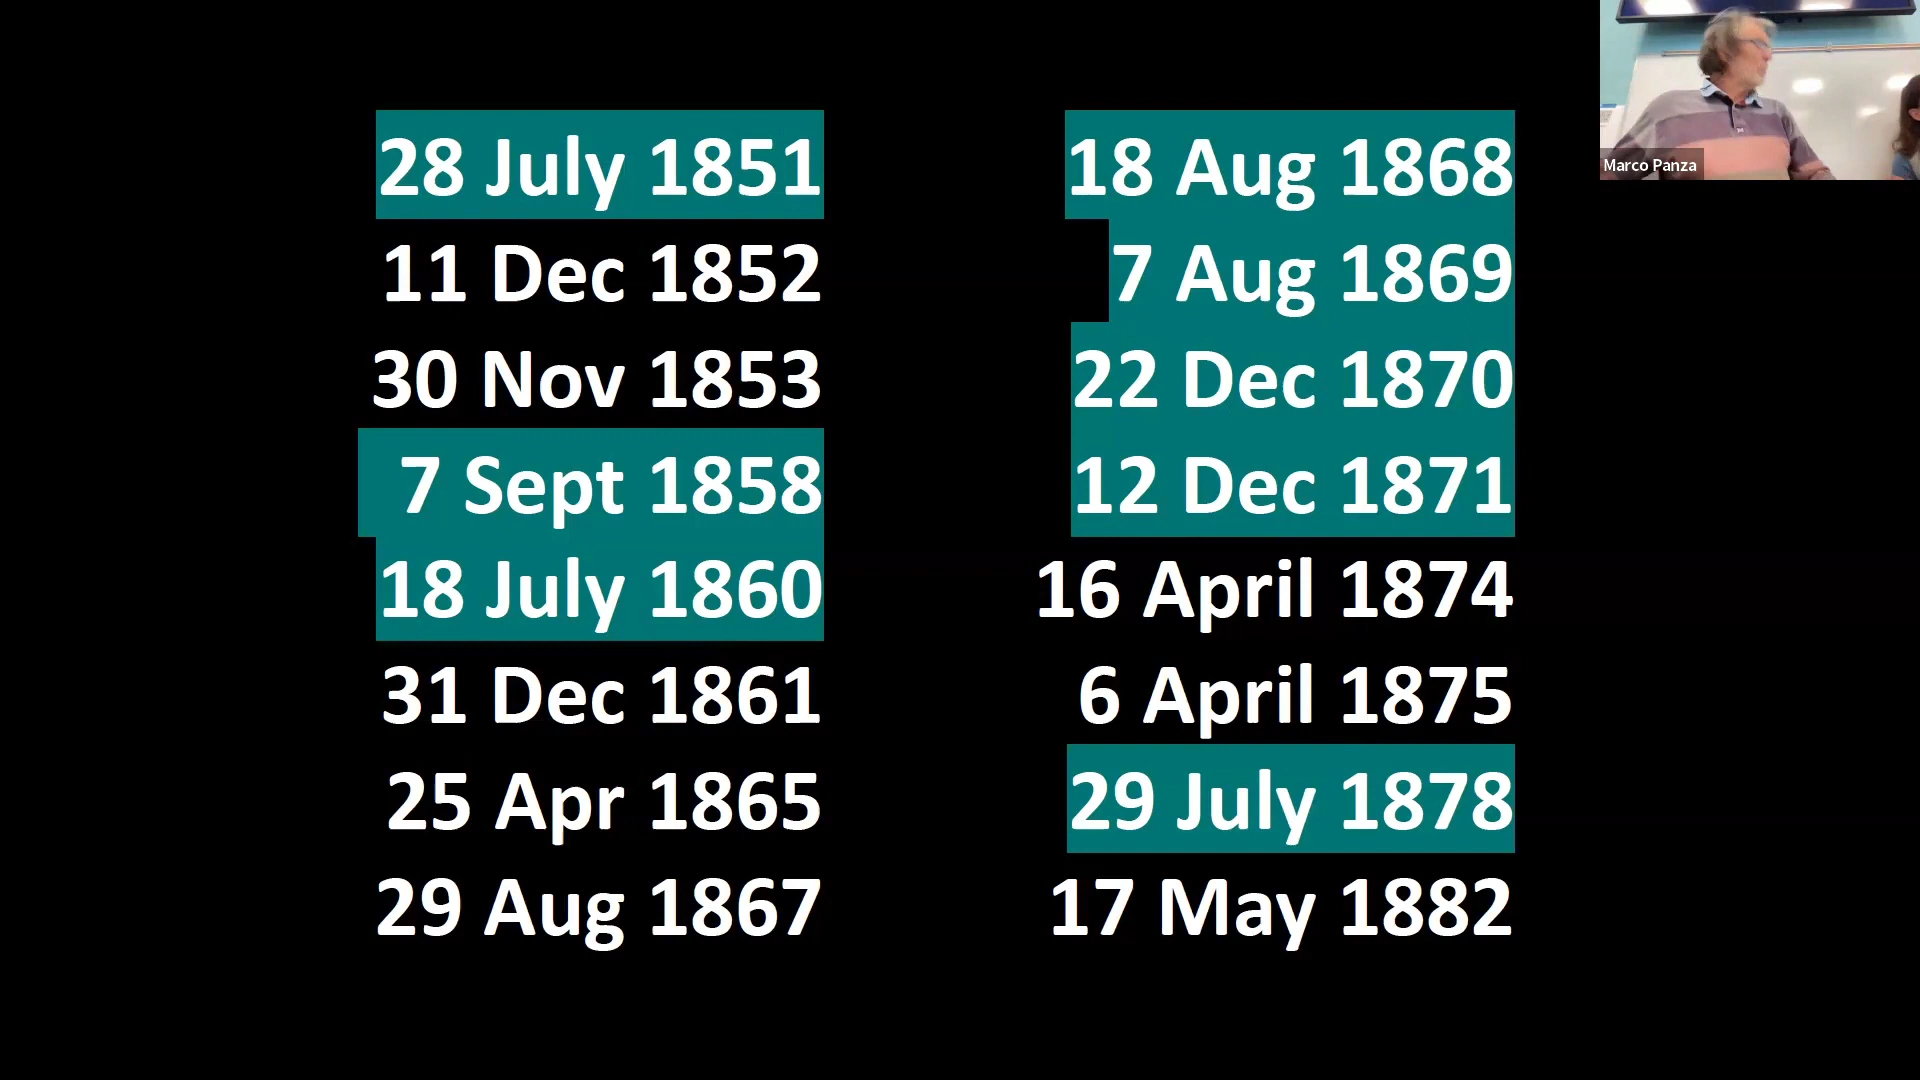 28 July 1851
11 Dec 1852
30 Nov 1853
7 Sept 1858
18 July 1860
31 Dec 1861
25 Apr 1865
29 Aug 1867
18 Aug 1868
7 Aug 1869
22 Dec 1870
12 Dec 1871
16 April 1874
6 April 1875
29 July 1878
17 May 1882
Marco Panza